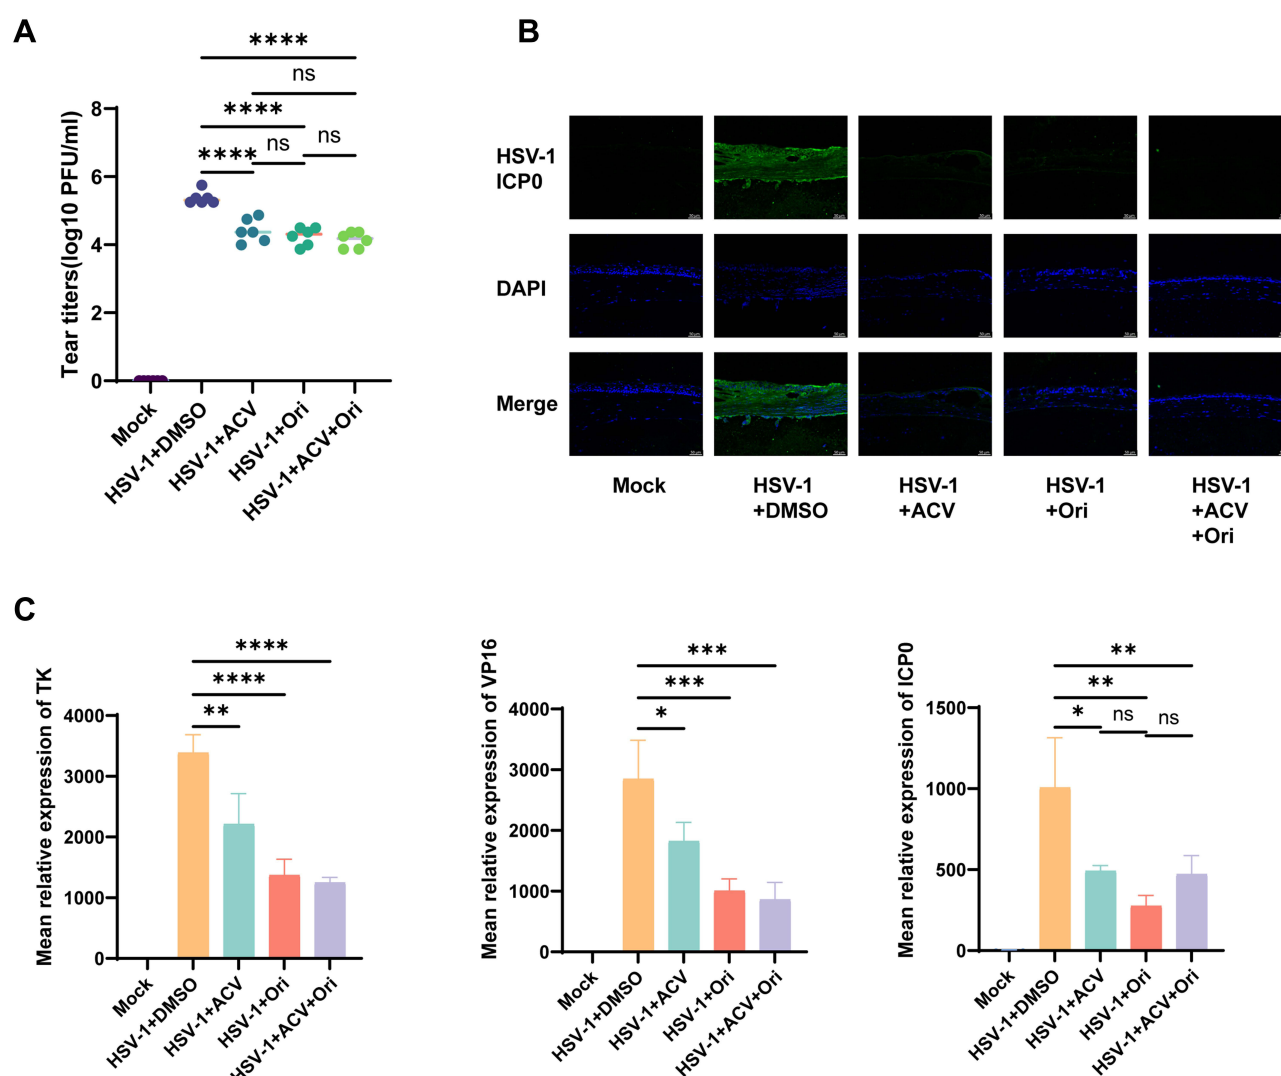 A
****
ns
****
ns
ns
****
Tear titers(log10 PFU/ml)
8
6
4
2
0
Mock
HSV-1+DMSO
HSV-1+ACV
HSV-1+Ori
HSV-1+ACV+Ori
B
HSV-1
ICP0
DAPI
Merge
Mock
HSV-1
+DMSO
HSV-1
+ACV
HSV-1
+Ori
HSV-1
+ACV
+Ori
C
Mean relative expression of TK
****
****
**
4000
3000
2000
1000
0
Mock
HSV-1+DMSO
HSV-1+ACV
HSV-1+Ori
HSV-1+ACV+Ori
Mean relative expression of VP16
***
***
*
4000
3000
2000
1000
0
Mock
HSV-1+DMSO
HSV-1+ACV
HSV-1+Ori
HSV-1+ACV+Ori
Mean relative expression of ICP0
**
**
*
ns
ns
1500
1000
500
0
Mock
HSV-1+DMSO
HSV-1+ACV
HSV-1+Ori
HSV-1+ACV+Ori